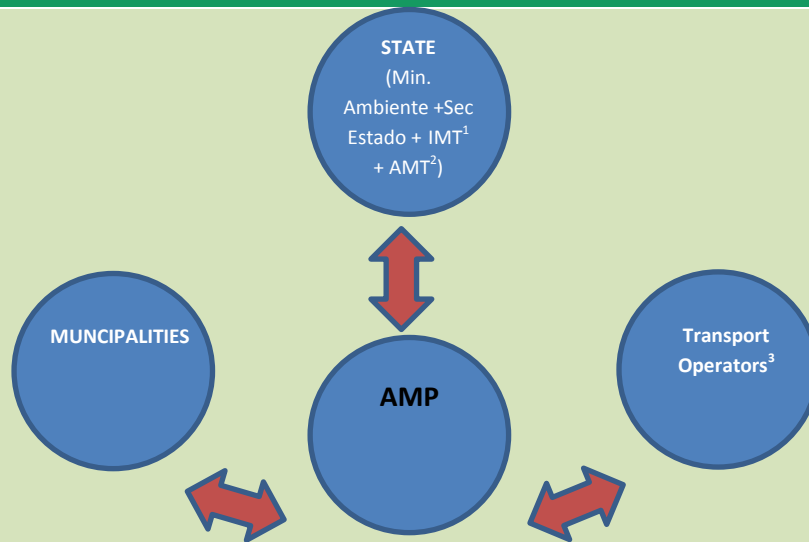 STATE
(Min.
Ambiente +Sec
Estado + IMT¹
+ AMT²)
MUNCIPALITIES
Transport
Operators³
AMP